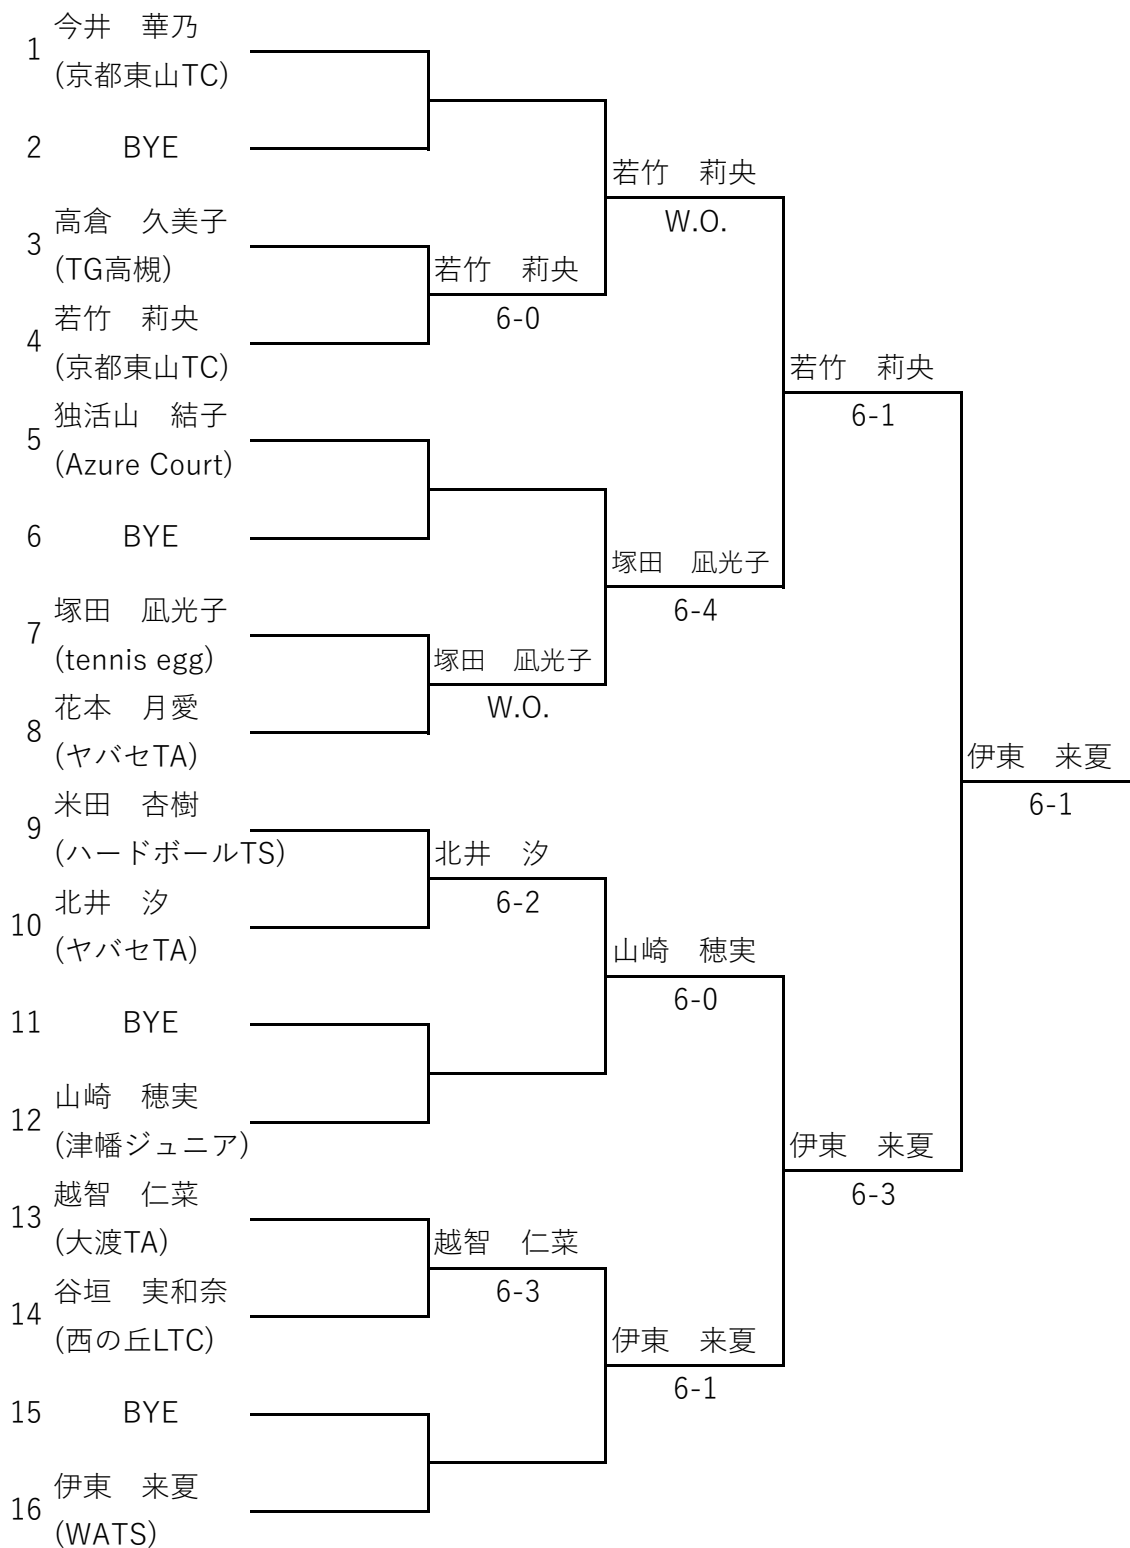 1
今井　華乃
(京都東山TC)
2
BYE
3
高倉　久美子
(TG高槻)
4
若竹　莉央
(京都東山TC)
5
独活山　結子
(Azure Court)
6
BYE
7
塚田　凪光子
(tennis egg)
8
花本　月愛
(ヤバセTA)
9
米田　杏樹
(ハードボールTS)
10
北井　汐
(ヤバセTA)
11
BYE
12
山崎　穂実
(津幡ジュニア)
13
越智　仁菜
(大渡TA)
14
谷垣　実和奈
(西の丘LTC)
15
BYE
16
伊東　来夏
(WATS)
若竹　莉央
6-0
塚田　凪光子
W.O.
北井　汐
6-2
越智　仁菜
6-3
若竹　莉央
W.O.
塚田　凪光子
6-4
山崎　穂実
6-0
伊東　来夏
6-1
若竹　莉央
6-1
伊東　来夏
6-3
伊東　来夏
6-1